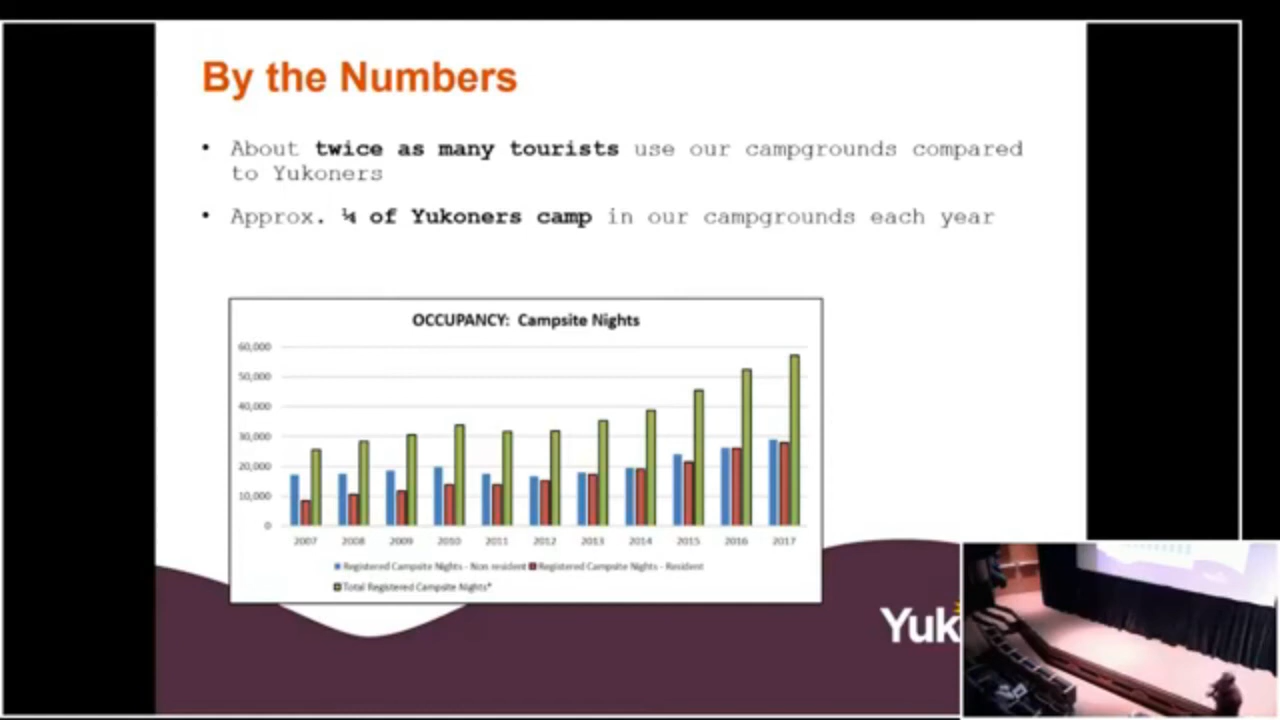 By the Numbers
• About twice as many tourists use our campgrounds compared
to Yukoners
• Approx. ¼ of Yukoners camp in our campgrounds each year
OCCUPANCY: Campsite Nights
60,000
50,000
40,000
30,000
20,000
10,000
0
2007 2008 2009 2010 2011 2012 2013 2014 2015 2016 2017
Registered Campsite Nights - Non resident Registered Campsite Nights - Resident
Total Registered Campsite Nights*
Yuk